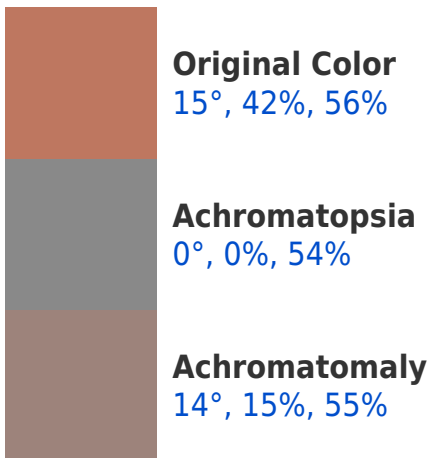 Original Color
15°, 42%, 56%
Achromatopsia
0°, 0%, 54%
Achromatomaly
14°, 15%, 55%